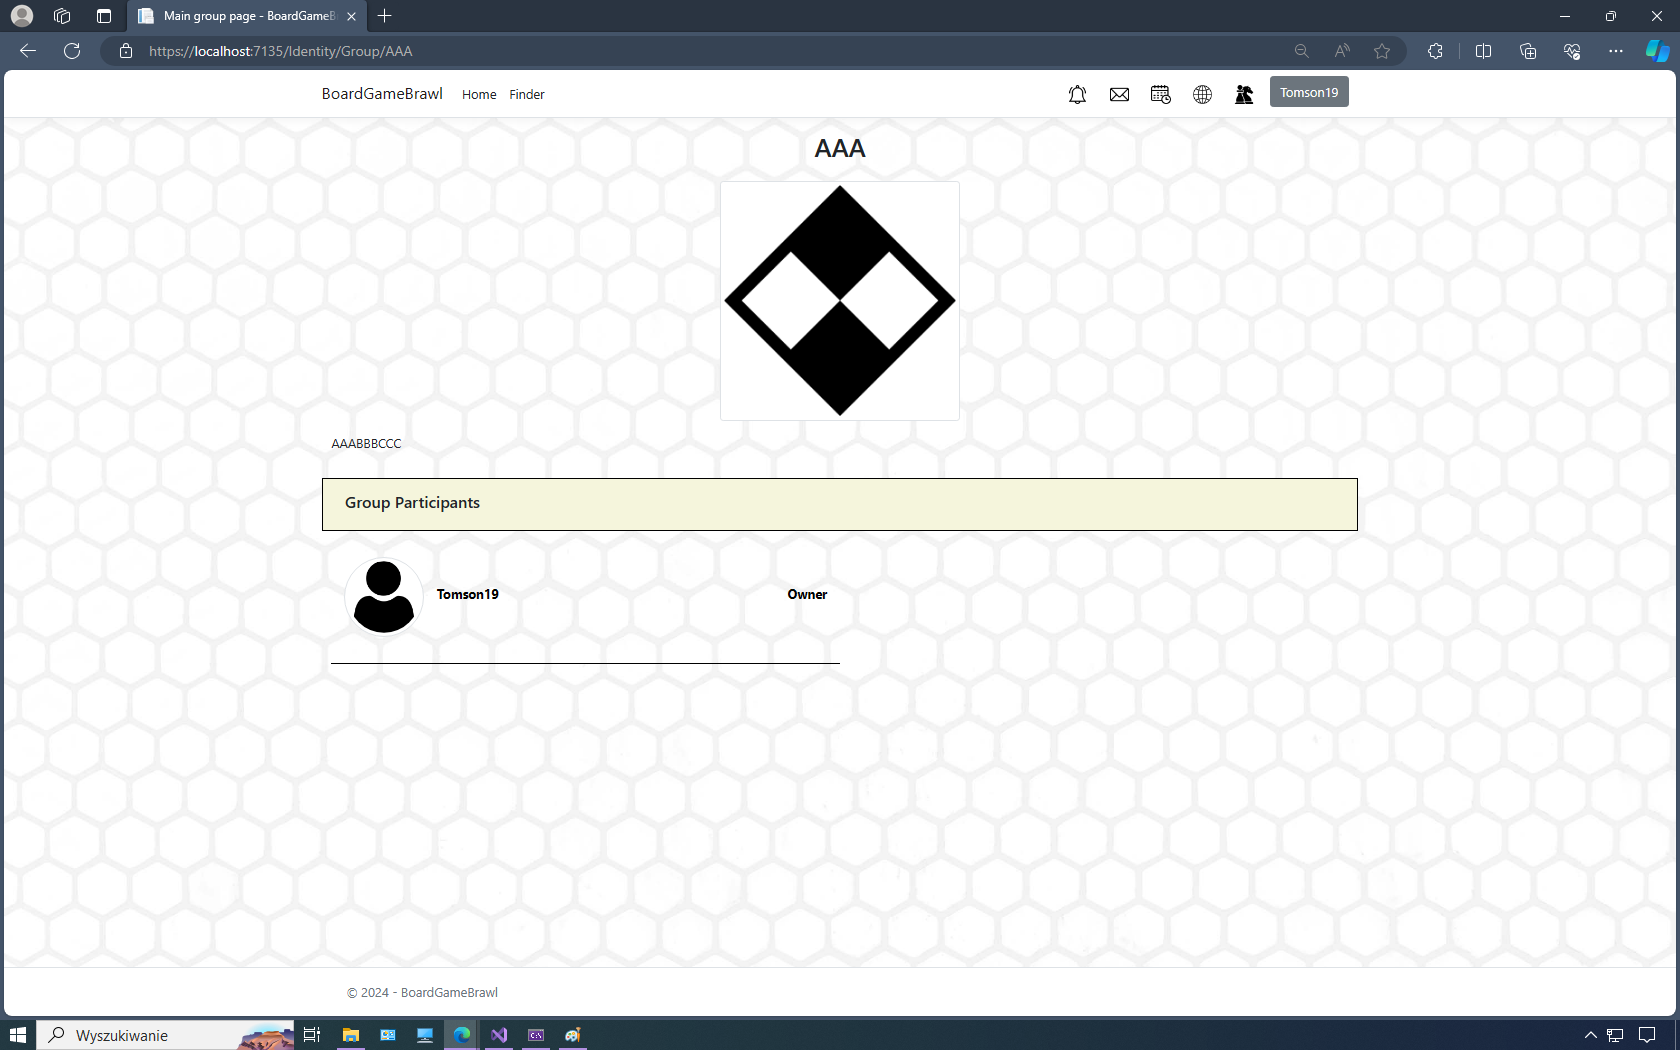 Main group page - BoardGameB
https://localhost:7135/Identity/Group/AAA
BoardGameBrawl Home Finder Tomson19
AAA
AAABBBCCC
Group Participants
Tomson19 Owner
© 2024 - BoardGameBrawl
Wyszukiwanie